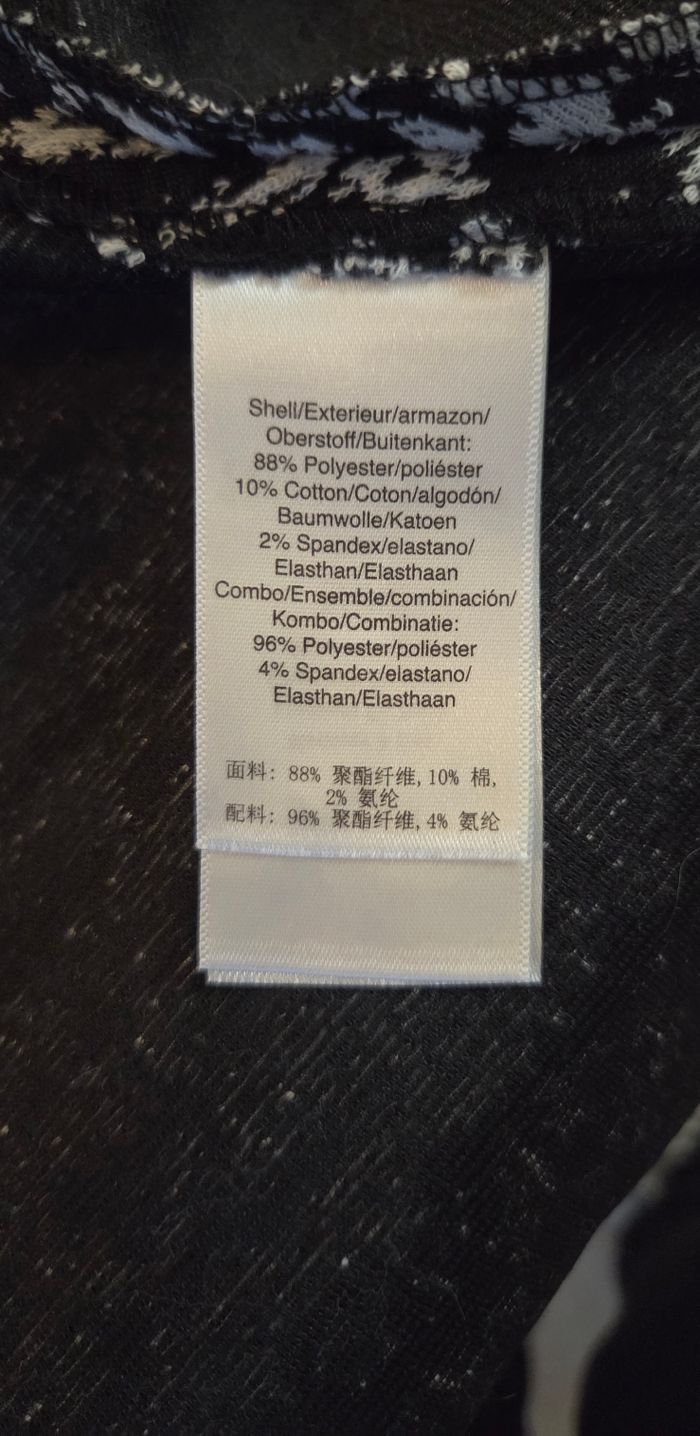 Shell/Exterieur/armazon/
Oberstoff/Buitenkant:
88% Polyester/poliéster
10% Cotton/Coton/algodón/
Baumwolle/Katoen
2% Spandex/elastano/
Elasthan/Elasthaan
Combo/Ensemble/combinación/
Kombo/Combinatie:
96% Polyester/poliéster
4% Spandex/elastano/
Elasthan/Elasthaan
面料: 88% 聚酯纤维, 10% 棉,
2% 氨纶
配料: 96% 聚酯纤维, 4% 氨纶